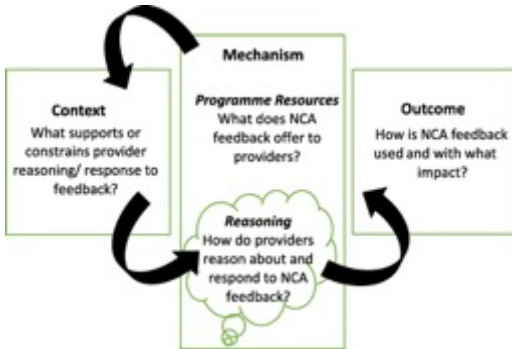 Context
What supports or
constrains provider
reasoning/ response to
feedback?
Mechanism
Programme Resources
What does NCA
feedback offer to
providers?
Reasoning
How do providers
reason about and
respond to NCA
feedback?
Outcome
How is NCA feedback
used and with what
impact?